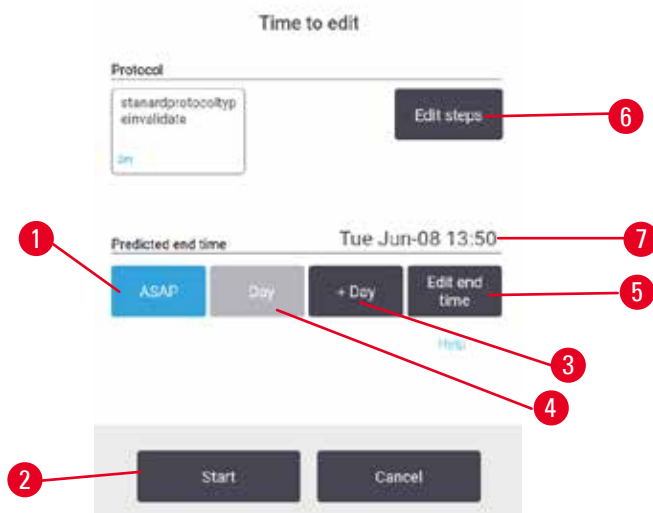 Time to edit
Protocol
stanardprotocoltyp
einvalidate
Edit steps
6
1
Predicted end time
Tue Jun-08 13:50
7
ASAP
Day
+ Day
Edit end
time
5
Help
3
4
2
Start
Cancel